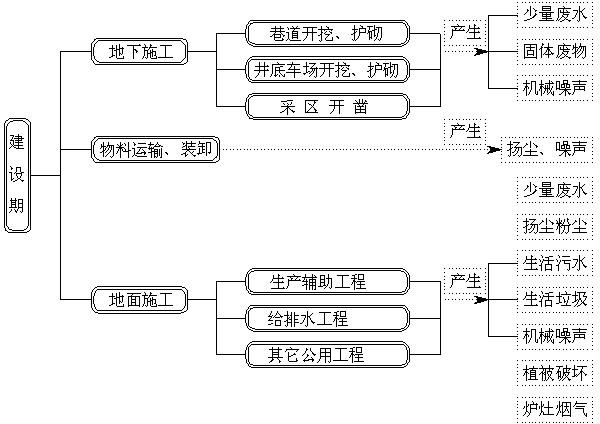 建设期
地下施工
巷道开挖、护砌
井底车场开挖、护砌
采区开凿
产生
少量废水
固体废物
机械噪声
物料运输、装卸
产生
扬尘、噪声
地面施工
生产辅助工程
给排水工程
其它公用工程
产生
少量废水
扬尘粉尘
生活污水
生活垃圾
机械噪声
植被破坏
炉灶烟气